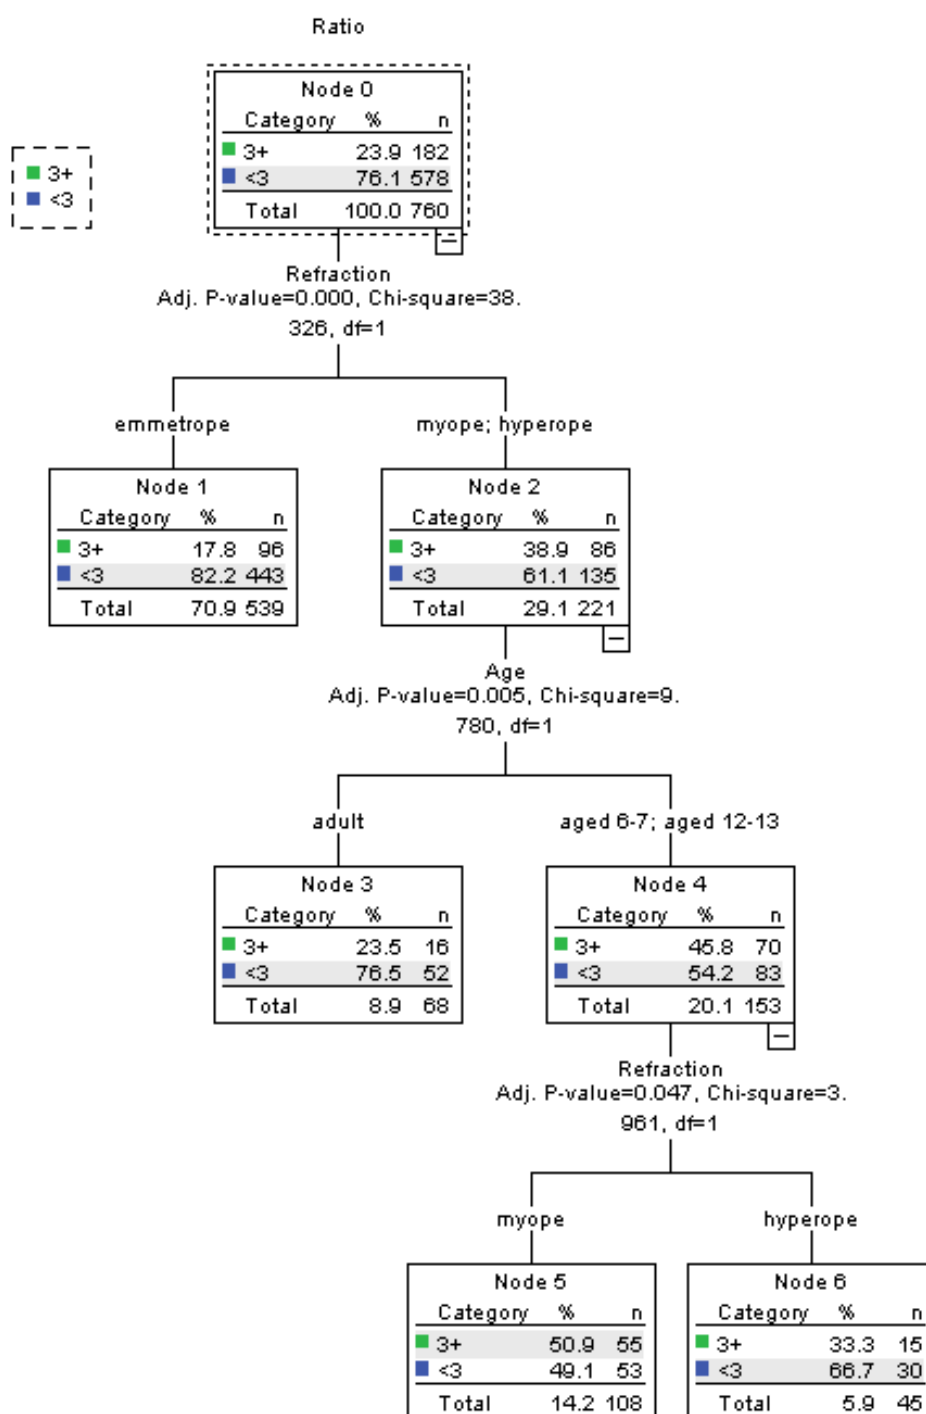 Ratio
Node 0
Category % n
3+ 23.9 182
<3 76.1 578
Total 100.0 760
3+
<3
Refraction
Adj. P-value=0.000, Chi-square=38.
326, df=1
emmetrope
myope; hyperope
Node 1
Category % n
3+ 17.8 96
<3 82.2 443
Total 70.9 539
Node 2
Category % n
3+ 38.9 86
<3 61.1 135
Total 29.1 221
Age
Adj. P-value=0.005, Chi-square=9.
780, df=1
adult
aged 6-7; aged 12-13
Node 3
Category % n
3+ 23.5 16
<3 76.5 52
Total 8.9 68
Node 4
Category % n
3+ 45.8 70
<3 54.2 83
Total 20.1 153
Refraction
Adj. P-value=0.047, Chi-square=3.
961, df=1
myope
hyperope
Node 5
Category % n
3+ 50.9 55
<3 49.1 53
Total 14.2 108
Node 6
Category % n
3+ 33.3 15
<3 66.7 30
Total 5.9 45